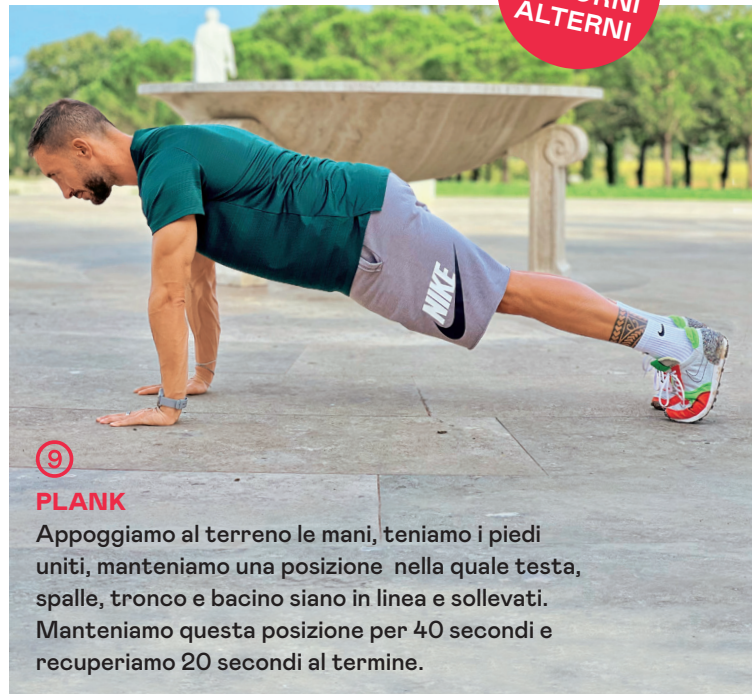 ALTERNI
NIKE
9
PLANK
Appoggiamo al terreno le mani, teniamo i piedi
uniti, manteniamo una posizione nella quale testa,
spalle, tronco e bacino siano in linea e sollevati.
Manteniamo questa posizione per 40 secondi e
recuperiamo 20 secondi al termine.